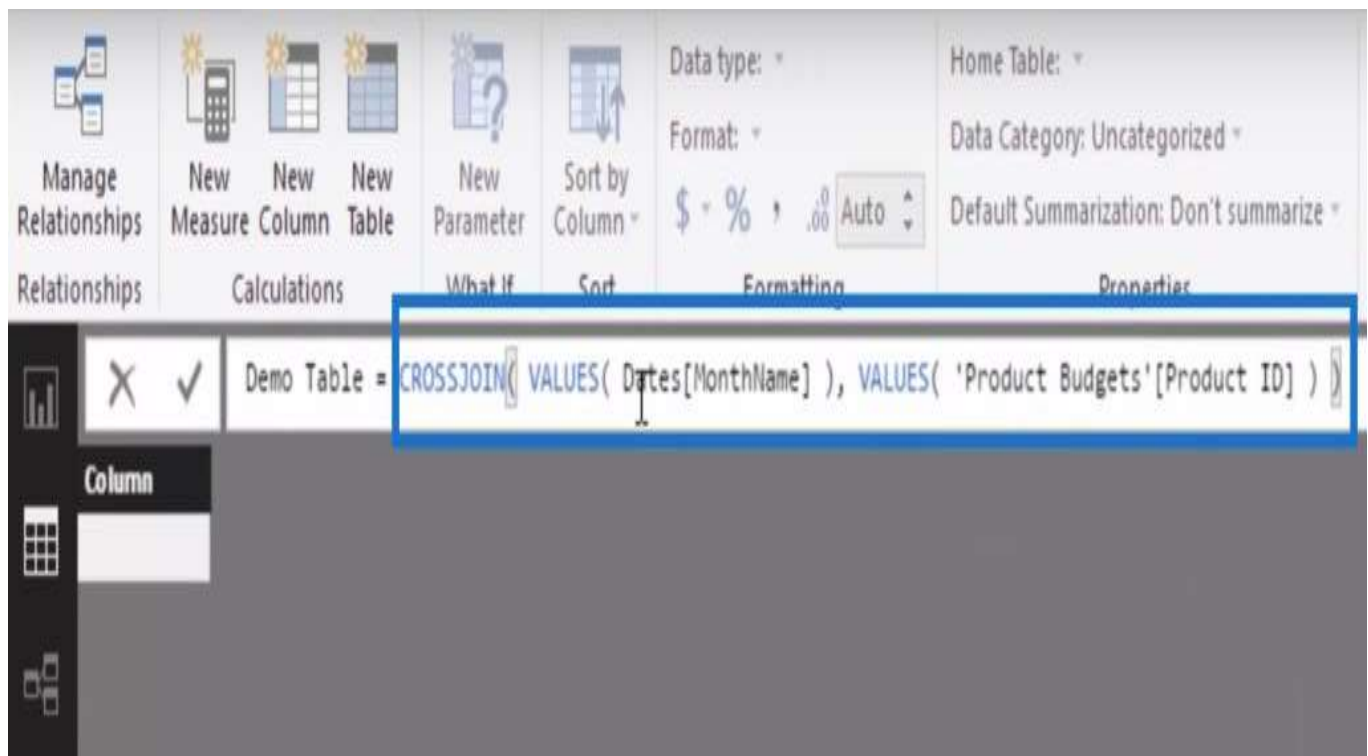 Manage
Relationships
New
Measure
New
Column
New
Table
New
Parameter
Sort by
Column
Data type:
Format:
$ % , .00 Auto
Home Table:
Data Category: Uncategorized
Default Summarization: Don't summarize
Relationships
Calculations
What If
Sort
Formatting
Properties
Demo Table = CROSSJOIN( VALUES( Dates[MonthName] ), VALUES( 'Product Budgets'[Product ID] ) )
Column